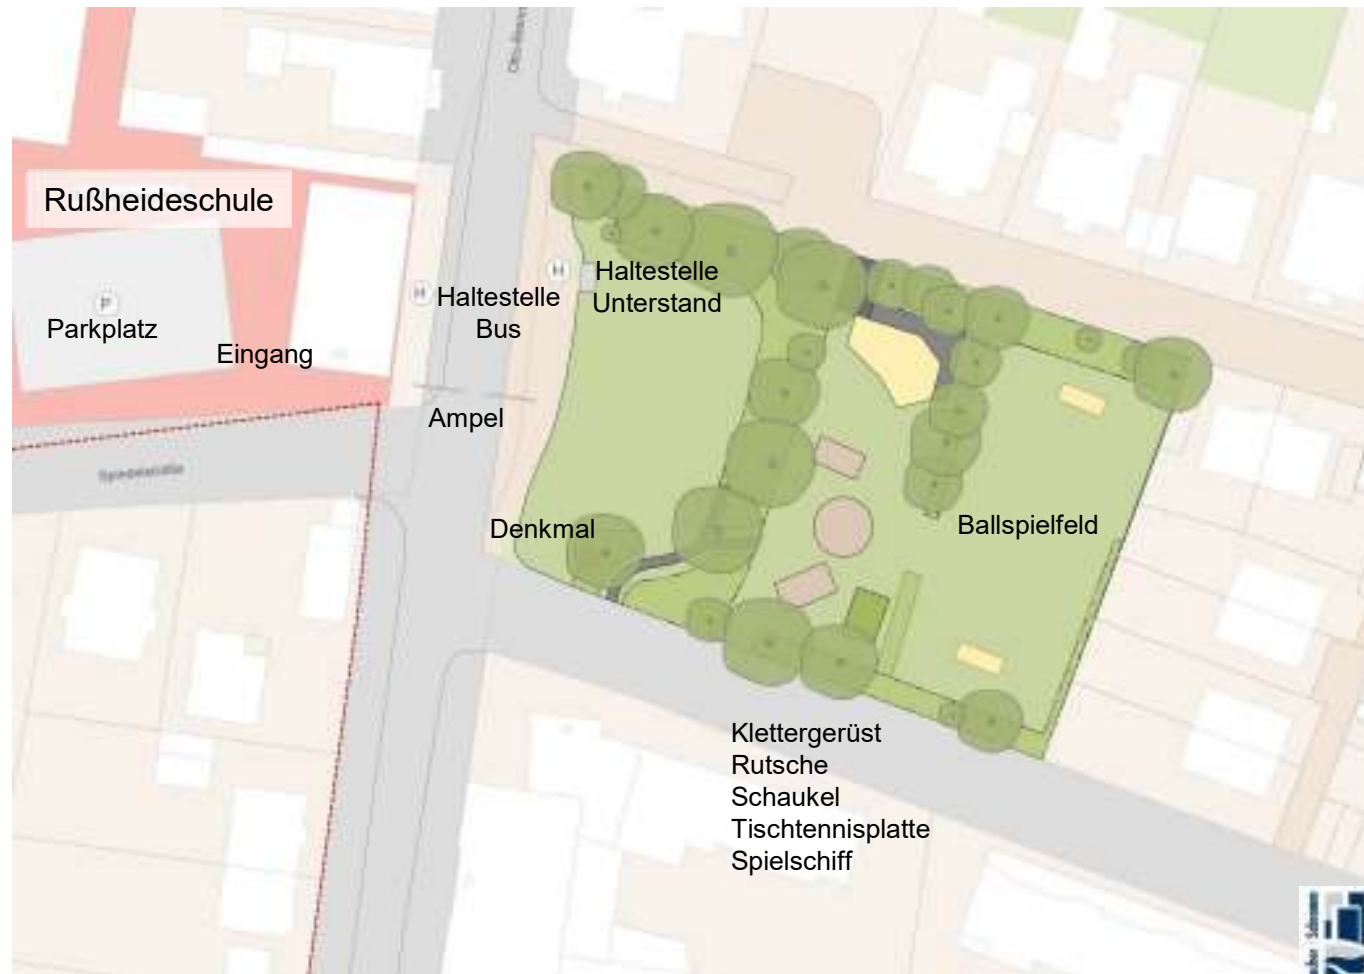 Rußheideschule
P
Parkplatz
Eingang
H
Haltestelle
Bus
H
Haltestelle
Unterstand
Ampel
Denkmal
Ballspielfeld
Klettergerüst
Rutsche
Schaukel
Tischtennisplatte
Spielschiff